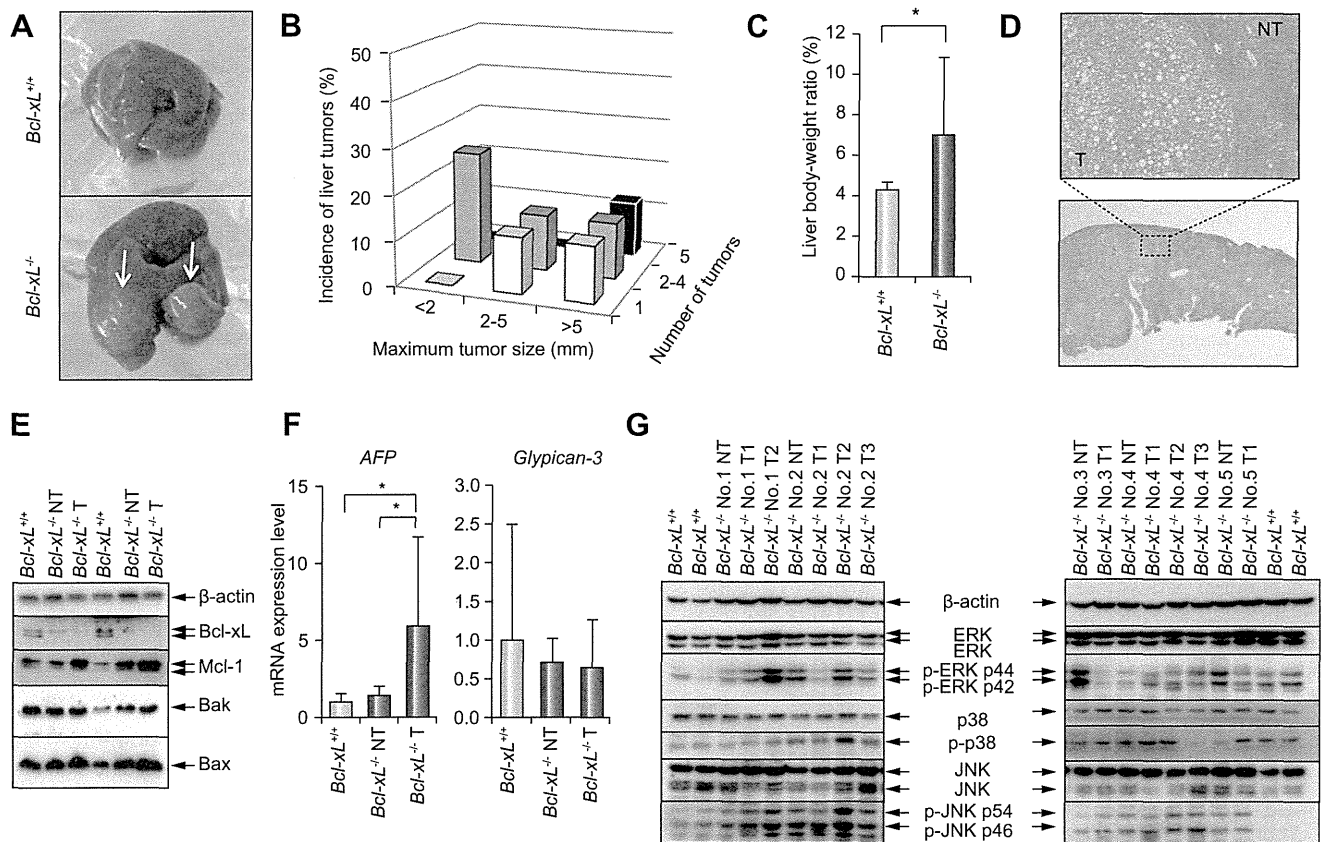 A
Bcl-xL+/+
Bcl-xL-/-
B
Incidence of liver tumors (%)
50
40
30
20
10
0
<2
2-5
>5
Maximum tumor size (mm)
1
2-4
5
Number of tumors
C
*
Liver body-weight ratio (%)
12
10
8
6
4
2
0
Bcl-xL+/+
Bcl-xL-/-
D
NT
T
E
Bcl-xL+/+
Bcl-xL-/- NT
Bcl-xL-/- T
Bcl-xL+/+
Bcl-xL-/- NT
Bcl-xL-/- T
β-actin
Bcl-xL
Mcl-1
Bak
Bax
F
AFP
mRNA expression level
15
10
5
0
*
*
Bcl-xL+/+
Bcl-xL-/- NT
Bcl-xL-/- T
Glypican-3
3.0
2.5
2.0
1.5
1.0
0.5
0.0
Bcl-xL+/+
Bcl-xL-/- NT
Bcl-xL-/- T
G
Bcl-xL+/+
Bcl-xL+/+
Bcl-xL-/- No.1 NT
Bcl-xL-/- No.1 T1
Bcl-xL-/- No.1 T2
Bcl-xL-/- No.2 NT
Bcl-xL-/- No.2 T1
Bcl-xL-/- No.2 T2
Bcl-xL-/- No.2 T3
Bcl-xL-/- No.3 NT
Bcl-xL-/- No.3 T1
Bcl-xL-/- No.4 NT
Bcl-xL-/- No.4 T1
Bcl-xL-/- No.4 T2
Bcl-xL-/- No.4 T3
Bcl-xL-/- No.5 NT
Bcl-xL-/- No.5 T1
Bcl-xL+/+
Bcl-xL+/+
β-actin
ERK
ERK
p-ERK p44
p-ERK p42
p38
p-p38
JNK
JNK
p-JNK p54
p-JNK p46